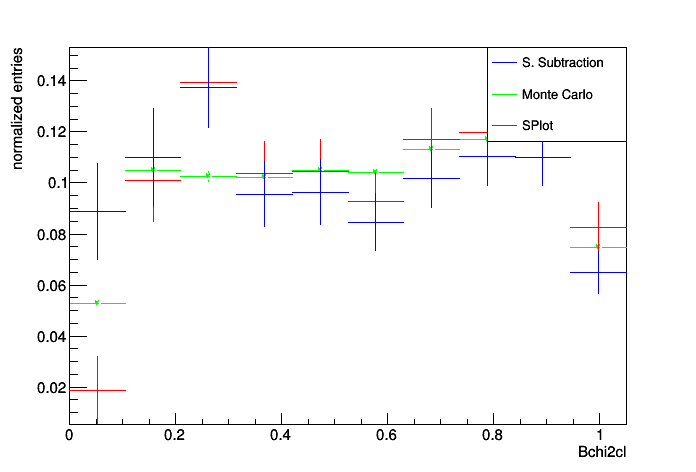 normalized entries
0.14
0.12
0.1
0.08
0.06
0.04
0.02
S. Subtraction
Monte Carlo
SPlot
0 0.2 0.4 0.6 0.8 1
Bchi2cl